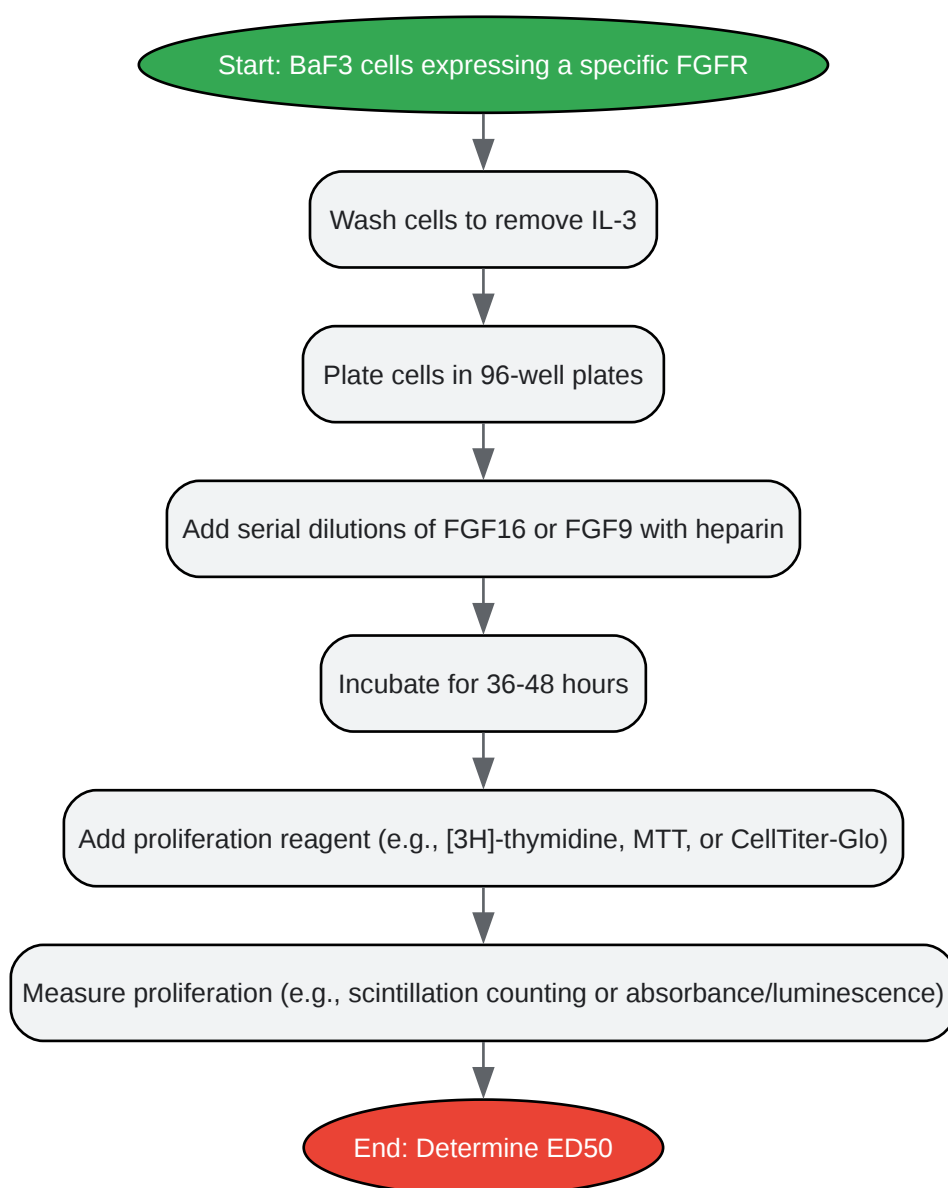 Start: BaF3 cells expressing a specific FGFR
Wash cells to remove IL-3
Plate cells in 96-well plates
Add serial dilutions of FGF16 or FGF9 with heparin
Incubate for 36-48 hours
Add proliferation reagent (e.g., [3H]-thymidine, MTT, or CellTiter-Glo)
Measure proliferation (e.g., scintillation counting or absorbance/luminescence)
End: Determine ED50